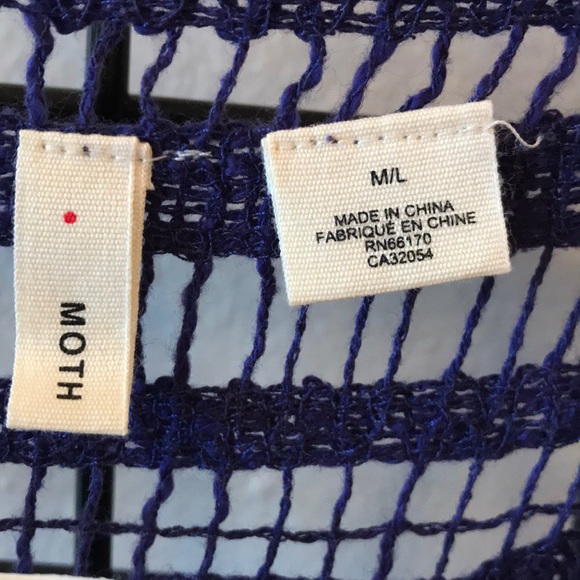 MOTH
M/L
MADE IN CHINA
FABRIQUÉ EN CHINE
RN66170
CA32054